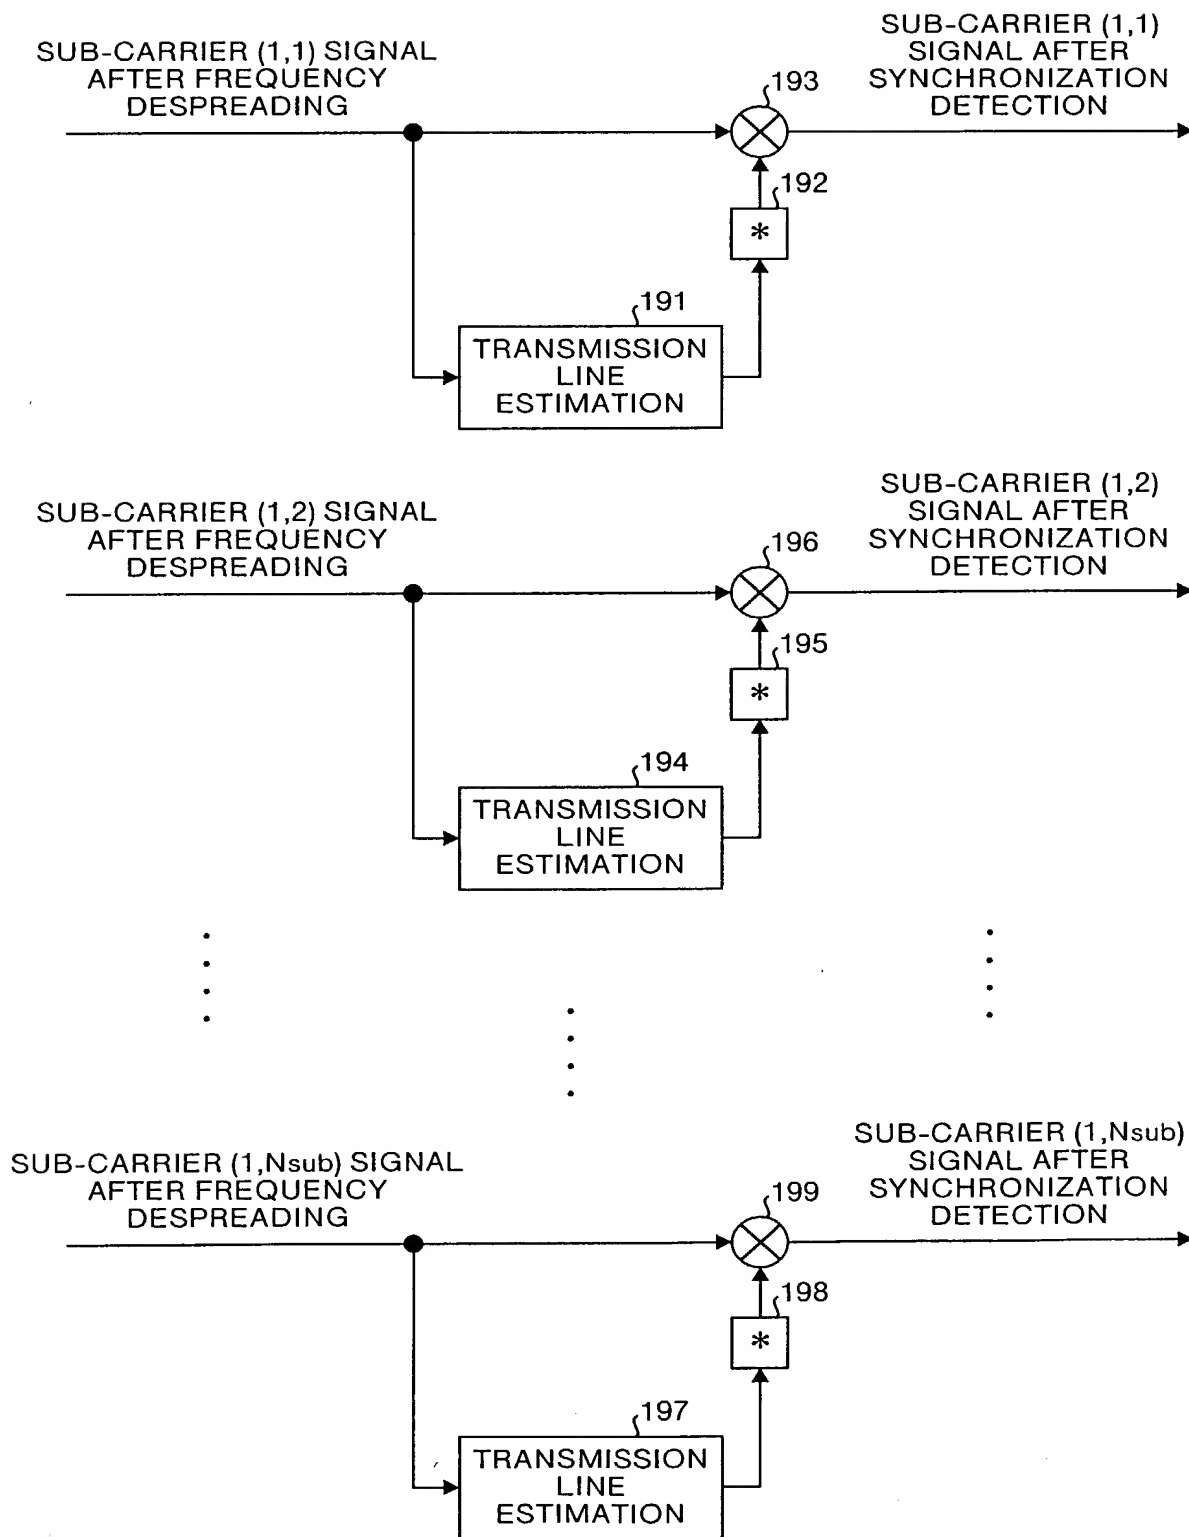 SUB-CARRIER (1,1) SIGNAL
AFTER FREQUENCY
DESPREADING
SUB-CARRIER (1,1)
SIGNAL AFTER
SYNCHRONIZATION
DETECTION
193
192
*
191
TRANSMISSION
LINE
ESTIMATION
SUB-CARRIER (1,2) SIGNAL
AFTER FREQUENCY
DESPREADING
SUB-CARRIER (1,2)
SIGNAL AFTER
SYNCHRONIZATION
DETECTION
196
195
*
194
TRANSMISSION
LINE
ESTIMATION
SUB-CARRIER (1,Nsub) SIGNAL
AFTER FREQUENCY
DESPREADING
SUB-CARRIER (1,Nsub)
SIGNAL AFTER
SYNCHRONIZATION
DETECTION
199
198
*
197
TRANSMISSION
LINE
ESTIMATION